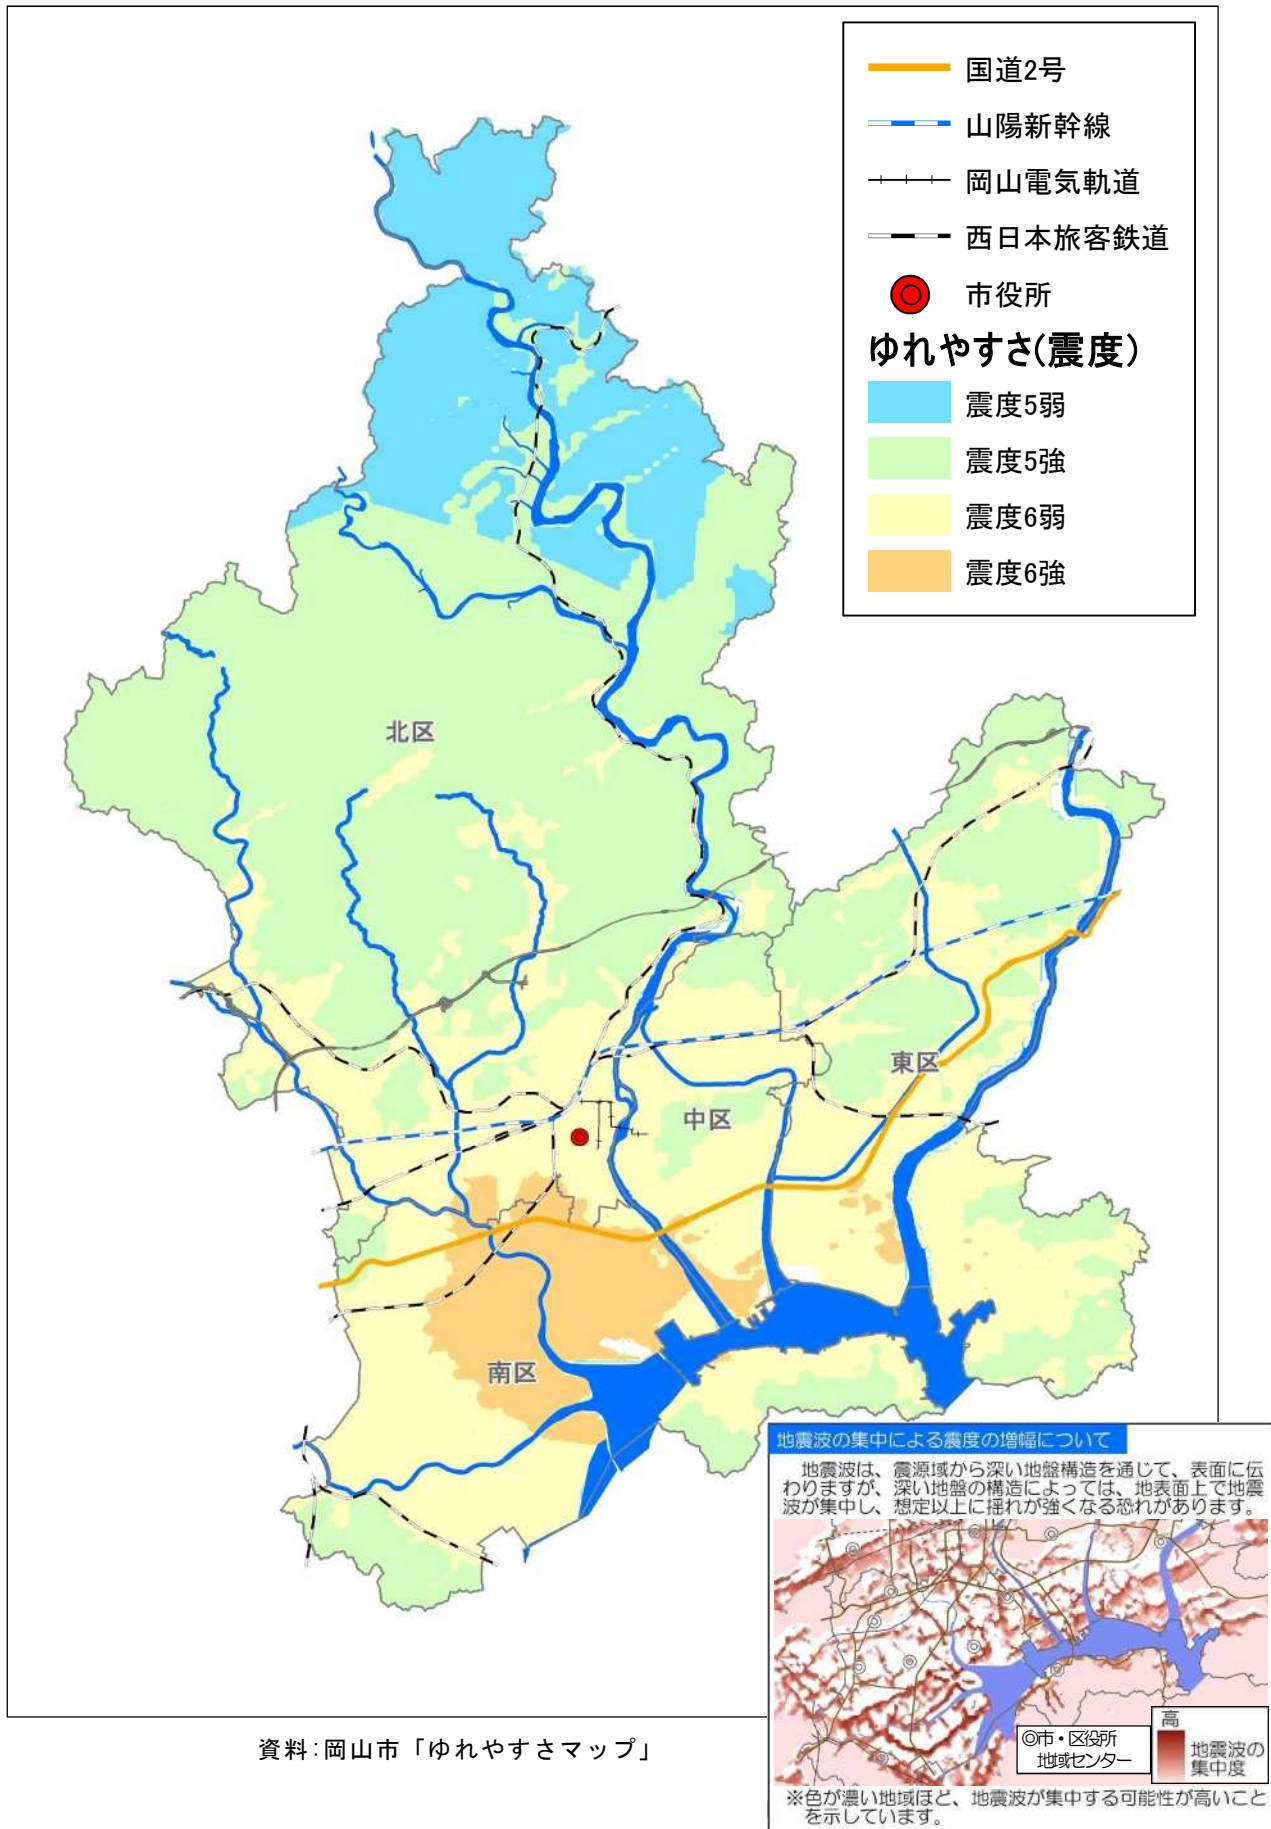 国道2号
山陽新幹線
岡山電気軌道
西日本旅客鉄道
市役所
ゆれやすさ(震度)
震度5弱
震度5強
震度6弱
震度6強
北区
東区
中区
南区
地震波の集中による震度の増幅について
地震波は、震源域から深い地盤構造を通じて、表面に伝
わりますが、深い地盤の構造によっては、地表面上で地震
波が集中し、想定以上に揺れが強くなる恐れがあります。
◎市・区役所
地域センター
高
地震波の
集中度
※色が濃い地域ほど、地震波が集中する可能性が高いこと
を示しています。
資料:岡山市「ゆれやすさマップ」